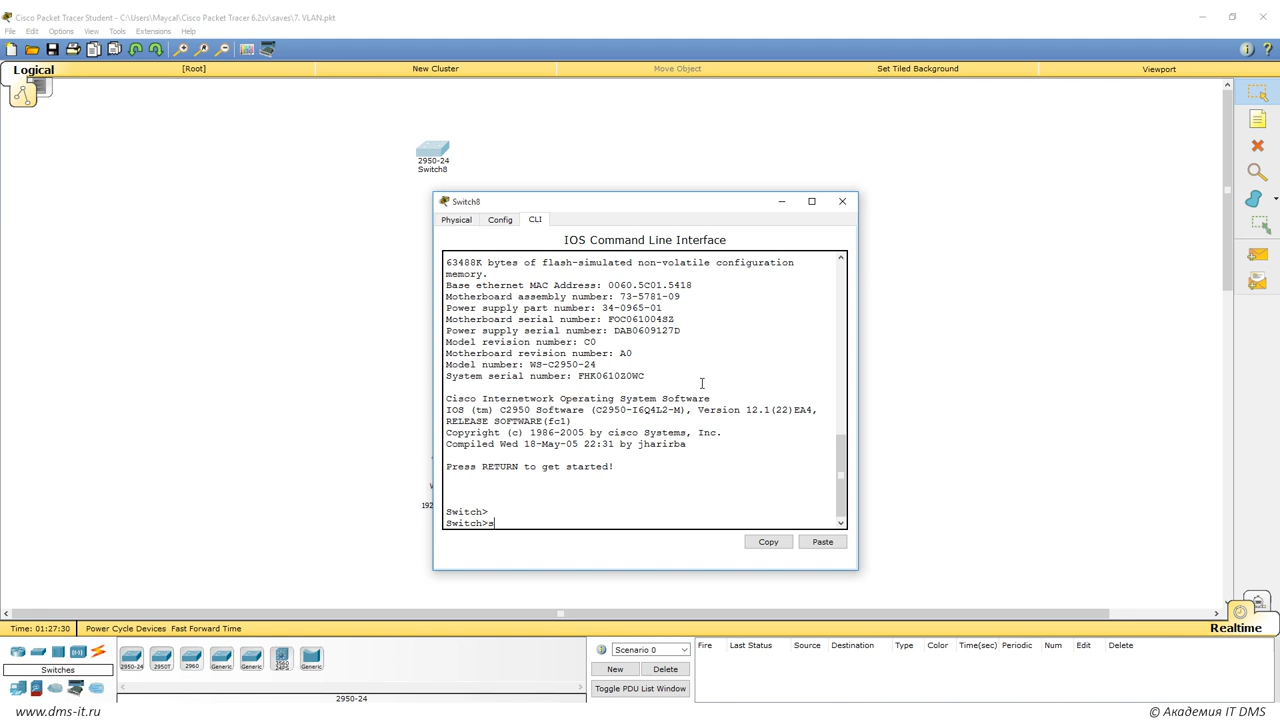 Cisco Packet Tracer Student - C:\Users\Maycal\Cisco Packet Tracer 6.2sv\saves\7. VLAN.pkt
File Edit Options View Tools Extensions Help
Logical [Root] New Cluster Move Object Set Tiled Background Viewport
2950-24
Switch8
Switch8
Physical Config CLI
IOS Command Line Interface
63488K bytes of flash-simulated non-volatile configuration
memory.
Base ethernet MAC Address: 0060.5C01.5418
Motherboard assembly number: 73-5781-09
Power supply part number: 34-0965-01
Motherboard serial number: FOC061004SZ
Power supply serial number: DAB0609127D
Model revision number: C0
Motherboard revision number: A0
Model number: WS-C2950-24
System serial number: FHK0610Z0WC
Cisco Internetwork Operating System Software
IOS (tm) C2950 Software (C2950-I6Q4L2-M), Version 12.1(22)EA4,
RELEASE SOFTWARE(fc1)
Copyright (c) 1986-2005 by cisco Systems, Inc.
Compiled Wed 18-May-05 22:31 by jharirba
Press RETURN to get started!
Switch>
Switch>s
Copy Paste
192
Time: 01:27:30 Power Cycle Devices Fast Forward Time Realtime
Switches
2950-24 2950T 2960 Generic Generic Generic
2950-24
Scenario 0
New Delete
Toggle PDU List Window
Fire Last Status Source Destination Type Color Time(sec) Periodic Num Edit Delete
www.dms-it.ru
© Академия IT DMS